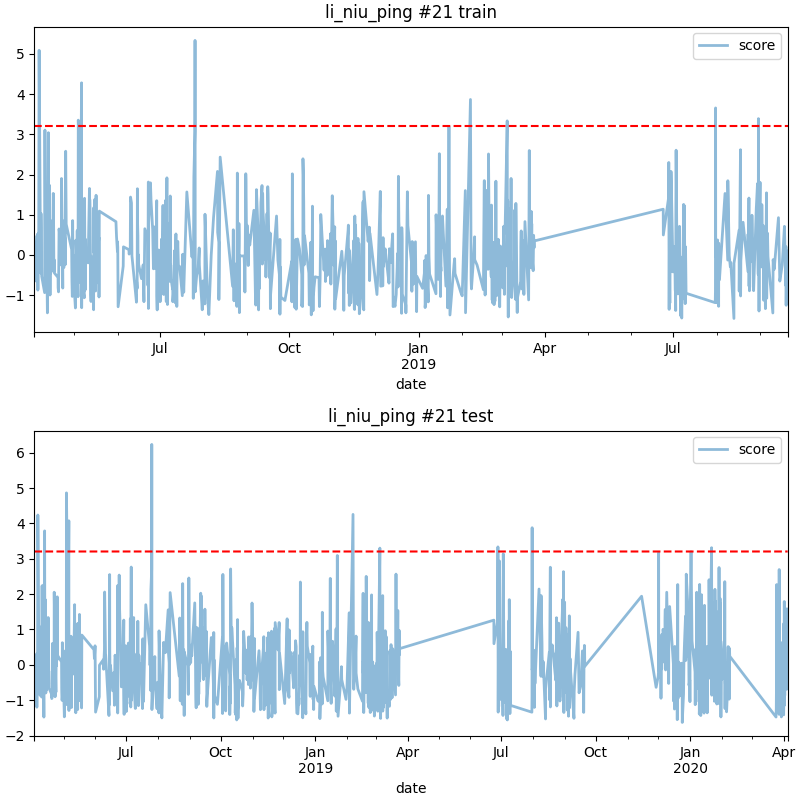 li_niu_ping #21 train
score
5
4
3
2
1
0
−1
Jul
Oct
Jan
2019
Apr
Jul
date
li_niu_ping #21 test
score
6
5
4
3
2
1
0
−1
−2
Jul
Oct
Jan
2019
Apr
Jul
Oct
Jan
2020
Apr
date